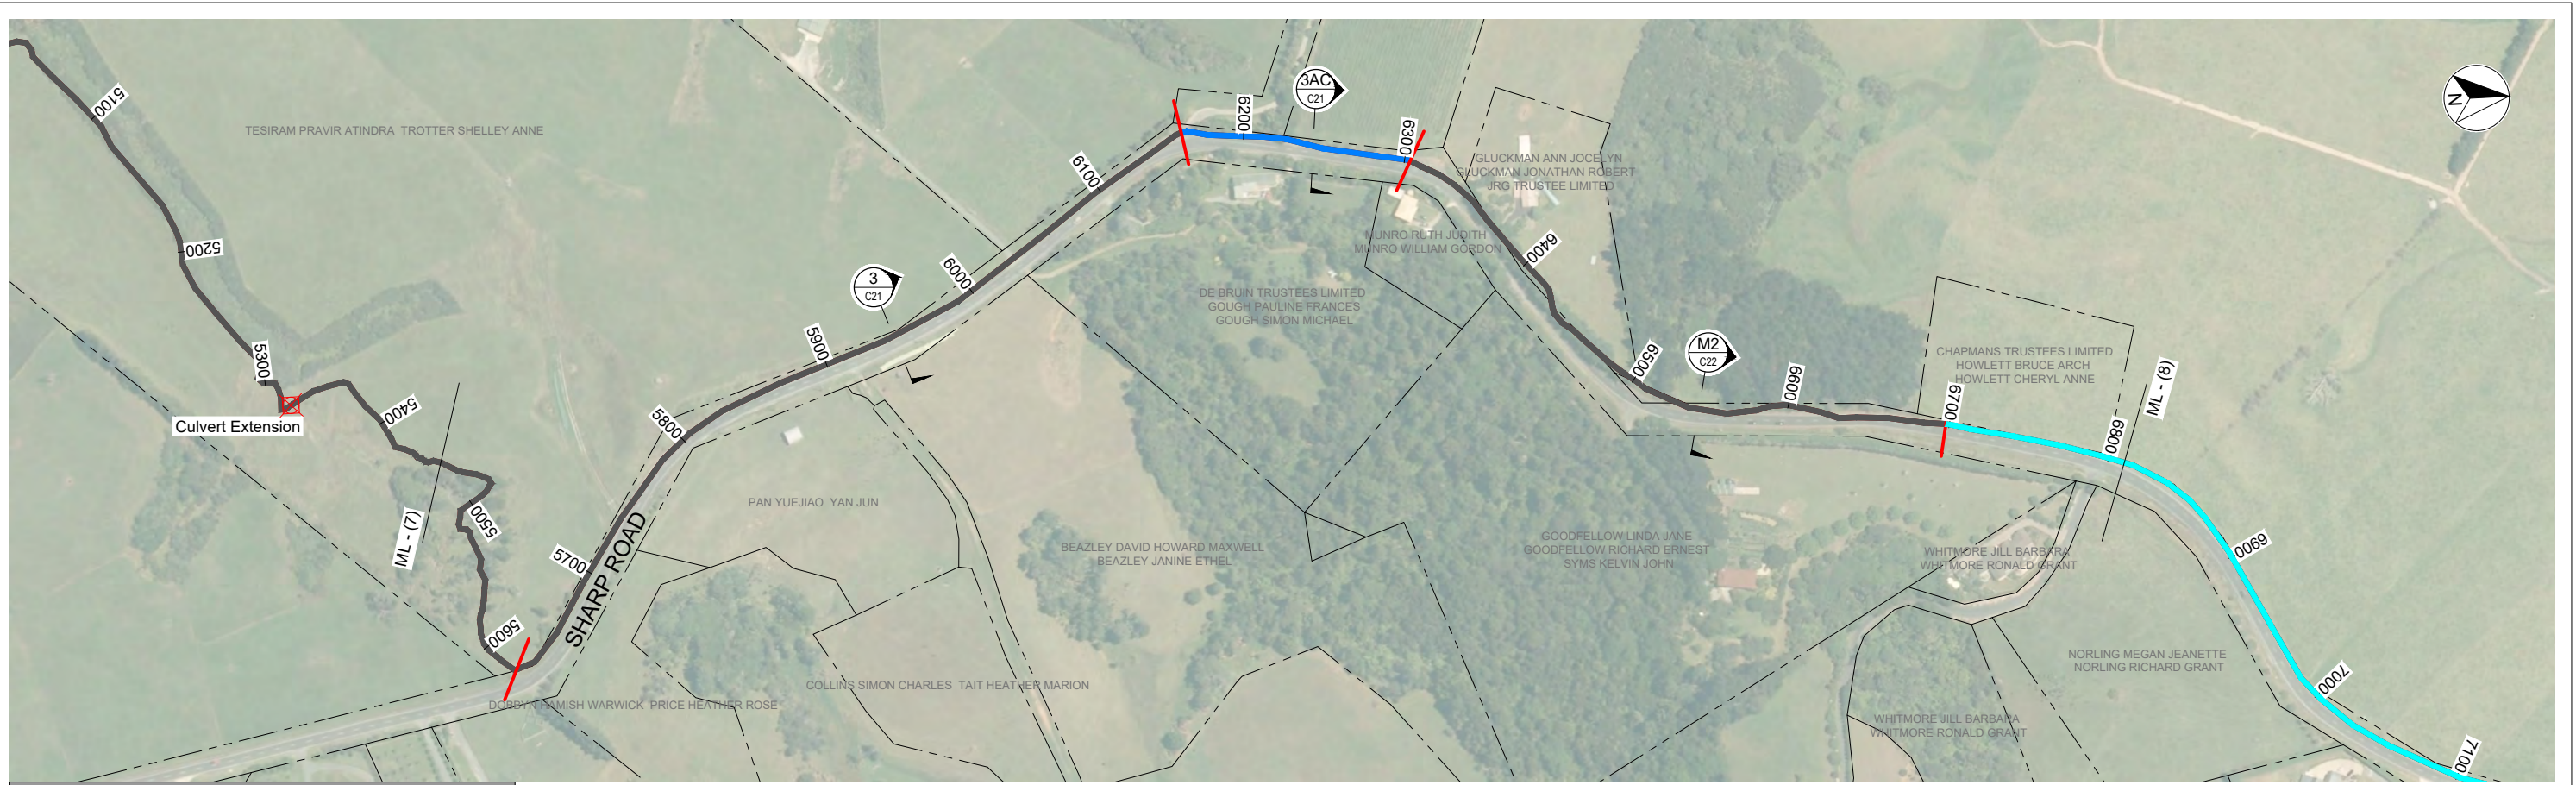 5100
TESIRAM PRAVIR ATINDRA  TROTTER SHELLEY ANNE
5200
5300
Culvert Extension
5400
ML - (7)
5500
5600
5700
SHARP ROAD
5800
5900
3
C21
6000
6100
6200
3AC
C21
6300
GLUCKMAN ANN JOCELYN
GLUCKMAN JONATHAN ROBERT
JRG TRUSTEE LIMITED
MUNRO RUTH JUDITH
MUNRO WILLIAM GORDON
6400
DE BRUIN TRUSTEES LIMITED
GOUGH PAULINE FRANCES
GOUGH SIMON MICHAEL
6500
M2
C22
6600
6700
CHAPMANS TRUSTEES LIMITED
HOWLETT BRUCE ARCH
HOWLETT CHERYL ANNE
6800
ML - (8)
N
PAN YUEJIAO  YAN JUN
BEAZLEY DAVID HOWARD MAXWELL
BEAZLEY JANINE ETHEL
GOODFELLOW LINDA JANE
GOODFELLOW RICHARD ERNEST
SYMS KELVIN JOHN
WHITMORE JILL BARBARA
WHITMORE RONALD GRANT
6900
DOBBYN HAMISH WARWICK  PRICE HEATHER ROSE
COLLINS SIMON CHARLES  TAIT HEATHER MARION
NORLING MEGAN JEANETTE
NORLING RICHARD GRANT
7000
WHITMORE JILL BARBARA
WHITMORE RONALD GRANT
7100